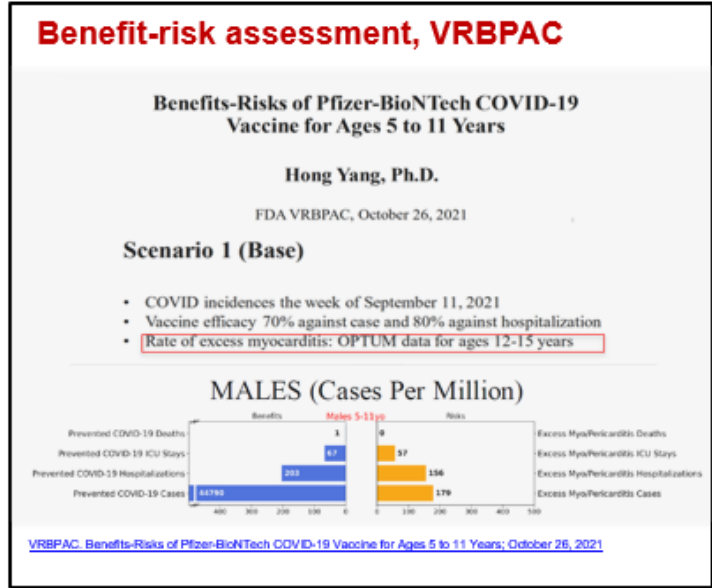 Benefit-risk assessment, VRBPAC
Benefits-Risks of Pfizer-BioNTech COVID-19
Vaccine for Ages 5 to 11 Years
Hong Yang, Ph.D.
FDA VRBPAC, October 26, 2021
Scenario 1 (Base)
• COVID incidences the week of September 11, 2021
• Vaccine efficacy 70% against case and 80% against hospitalization
• Rate of excess myocarditis: OPTUM data for ages 12-15 years
MALES (Cases Per Million)
Benefits Males 5-11yo Risks
Prevented COVID-19 Deaths 1 0 Excess Myo/Pericarditis Deaths
Prevented COVID-19 ICU Stays 67 57 Excess Myo/Pericarditis ICU Stays
Prevented COVID-19 Hospitalizations 203 156 Excess Myo/Pericarditis Hospitalizations
Prevented COVID-19 Cases 44790 179 Excess Myo/Pericarditis Cases
400 300 200 100 0 0 100 200 300 400 500
VRBPAC. Benefits-Risks of Pfizer-BioNTech COVID-19 Vaccine for Ages 5 to 11 Years; October 26, 2021